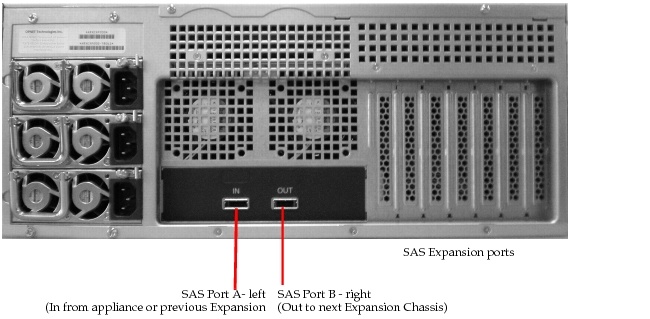 IN
OUT
SAS Expansion ports
SAS Port A- left
(In from appliance or previous Expansion
SAS Port B - right
(Out to next Expansion Chassis)